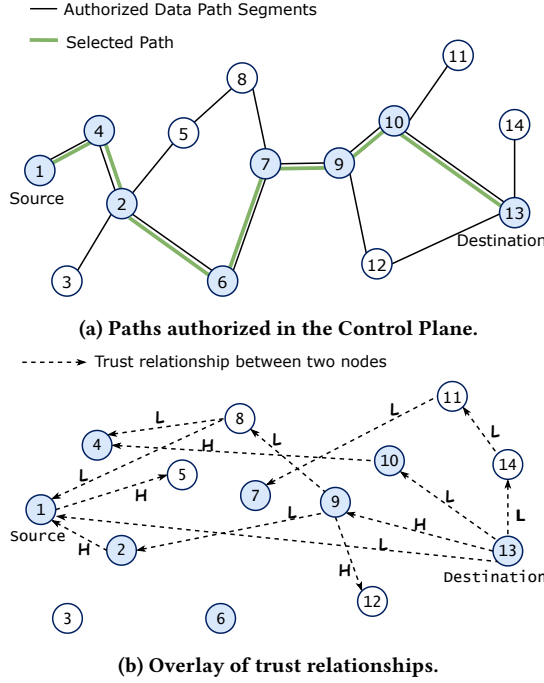 Authorized Data Path Segments
Selected Path
11
8
4
10
14
5
1
7
9
Source
2
13
Destination
12
3
6
(a) Paths authorized in the Control Plane.
Trust relationship between two nodes
11
L
8
L
L
4
H
L
10
14
L
5
L
H
7
9
1
L
L
H
Source
H
2
L
13
Destination
H
12
3
6
(b) Overlay of trust relationships.